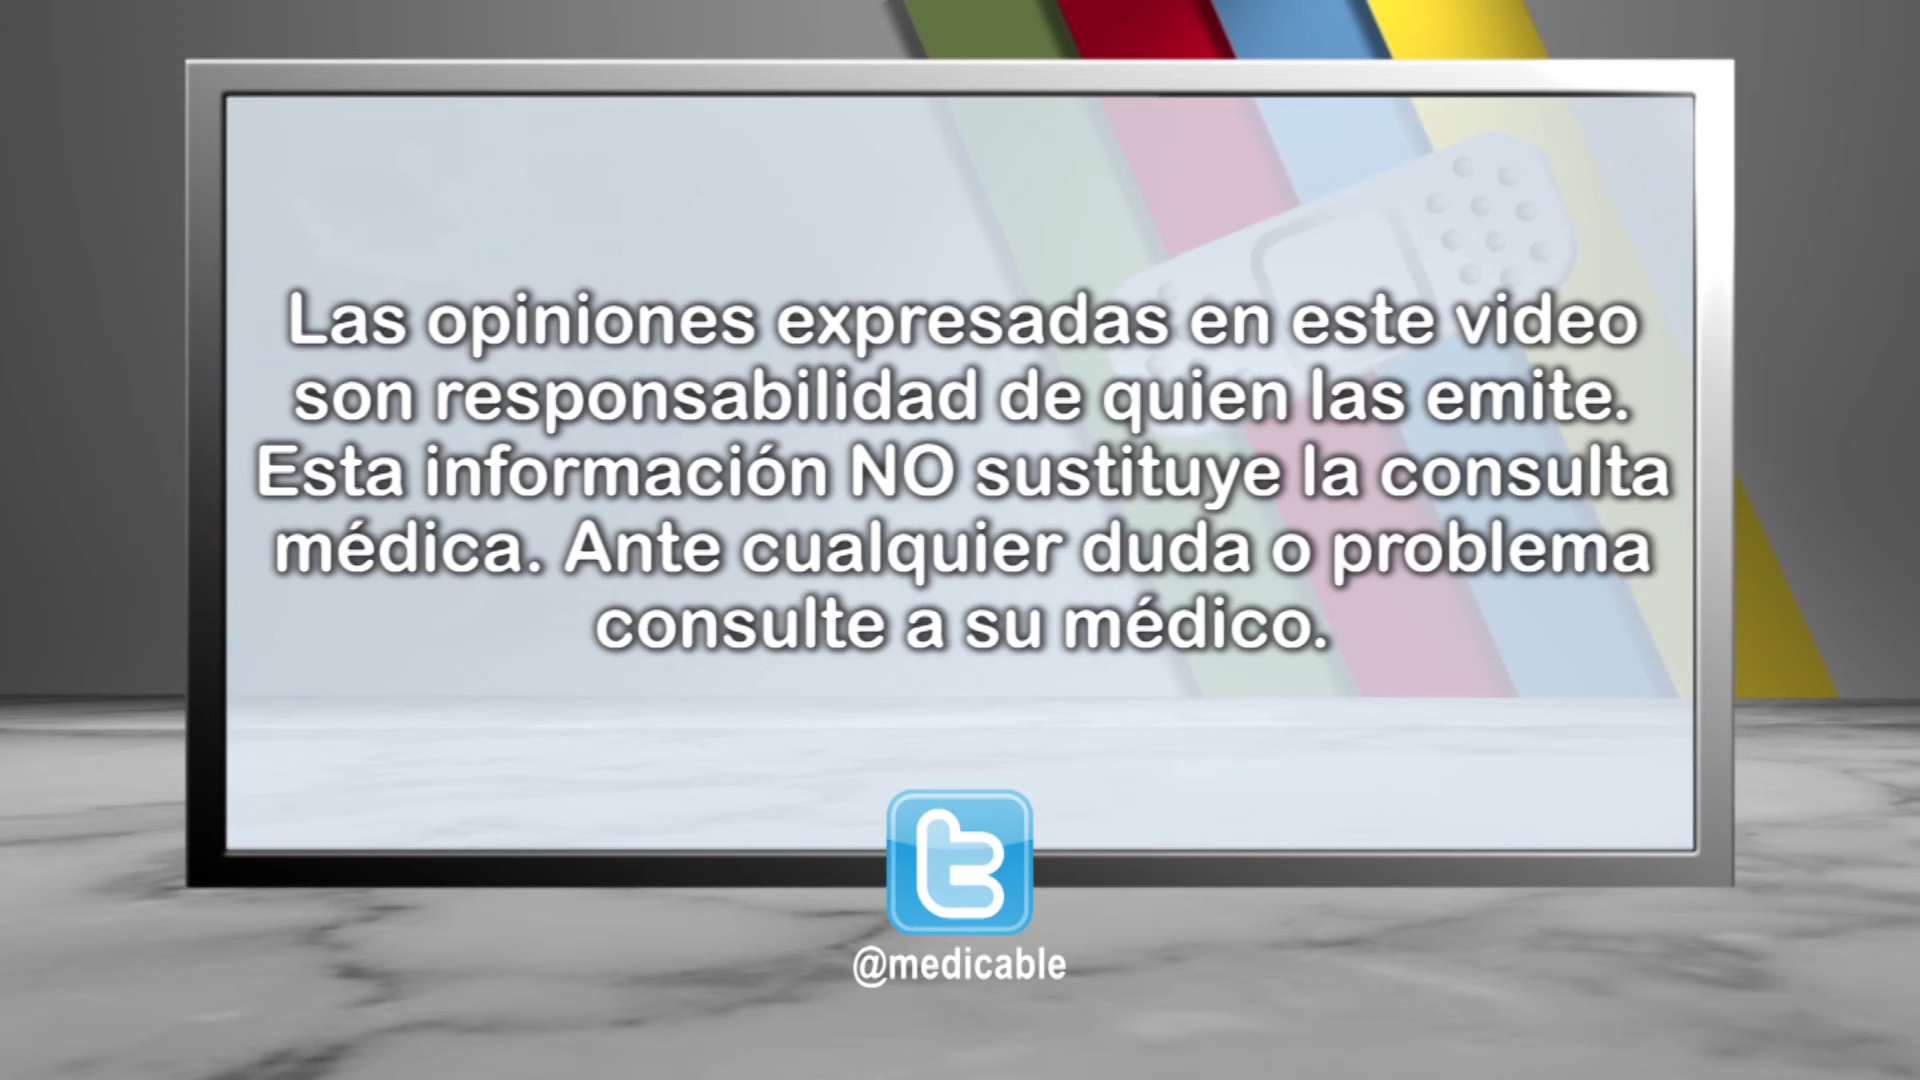 Las opiniones expresadas en este video
son responsabilidad de quien las emite.
Esta información NO sustituye la consulta
médica. Ante cualquier duda o problema
consulte a su médico.
@medicable